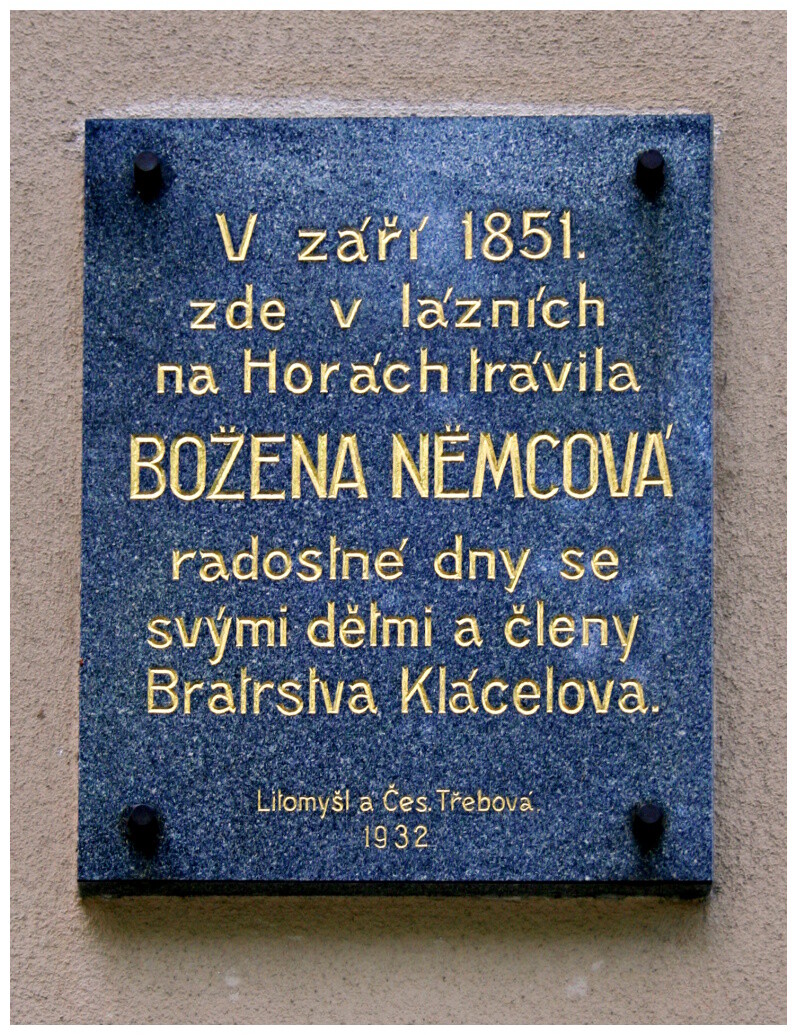 V září 1851.
zde v lázních
na Horách trávila
BOŽENA NĚMCOVÁ
radostné dny se
svými dětmi a členy
Bratrstva Klácelova.
Litomyšl a Čes. Třebová.
1932